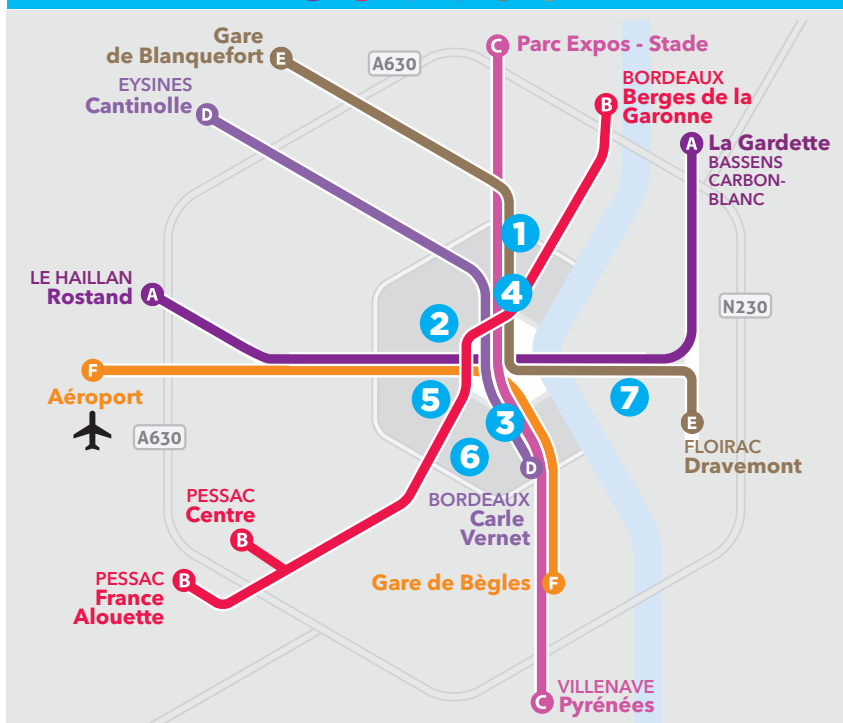 Gare
de Blanquefort
E
A630
C
Parc Expos - Stade
EYSINES
Cantinolle
D
BORDEAUX
B
Berges de la
Garonne
A
La Gardette
BASSENS
CARBON-
BLANC
1
LE HAILLAN
Rostand
A
4
N230
2
F
Aéroport
5
7
A630
3
E
6
FLOIRAC
Dravemont
D
BORDEAUX
Carle
Vernet
PESSAC
Centre
B
PESSAC
B
France
Alouette
Gare de Bègles
F
VILLENAVE
C
Pyrénées